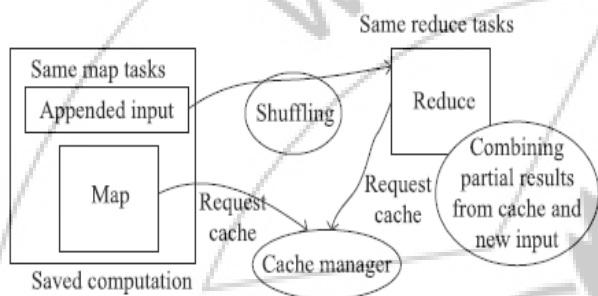 Same reduce tasks
Same map tasks
Appended input
Shuffling
Reduce
Map
Request
cache
Request
cache
Combining
partial results
from cache and
new input
Cache manager
Saved computation